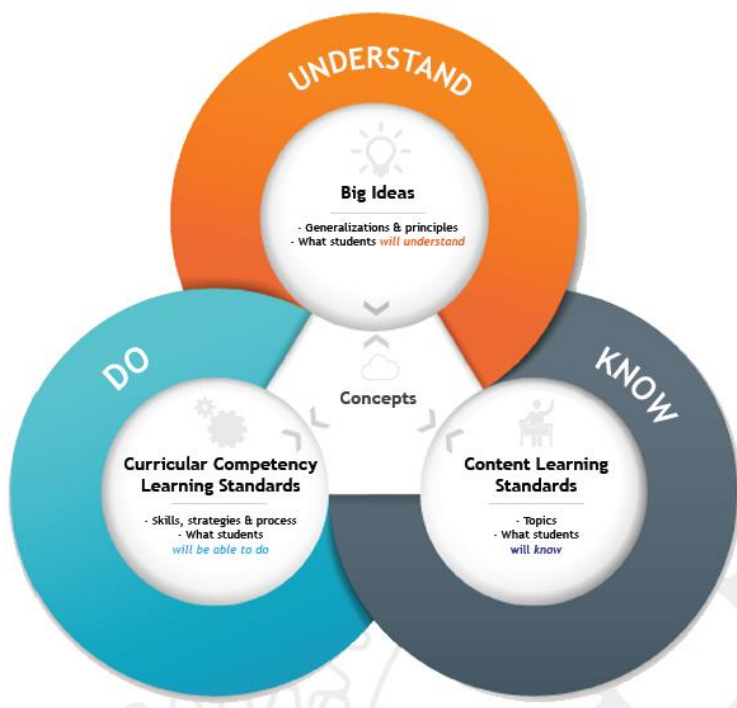 UNDERSTAND
Big Ideas
- Generalizations & principles
- What students will understand
DO
KNOW
Concepts
Curricular Competency
Learning Standards
- Skills, strategies & process
- What students
will be able to do
Content Learning
Standards
- Topics
- What students
will know